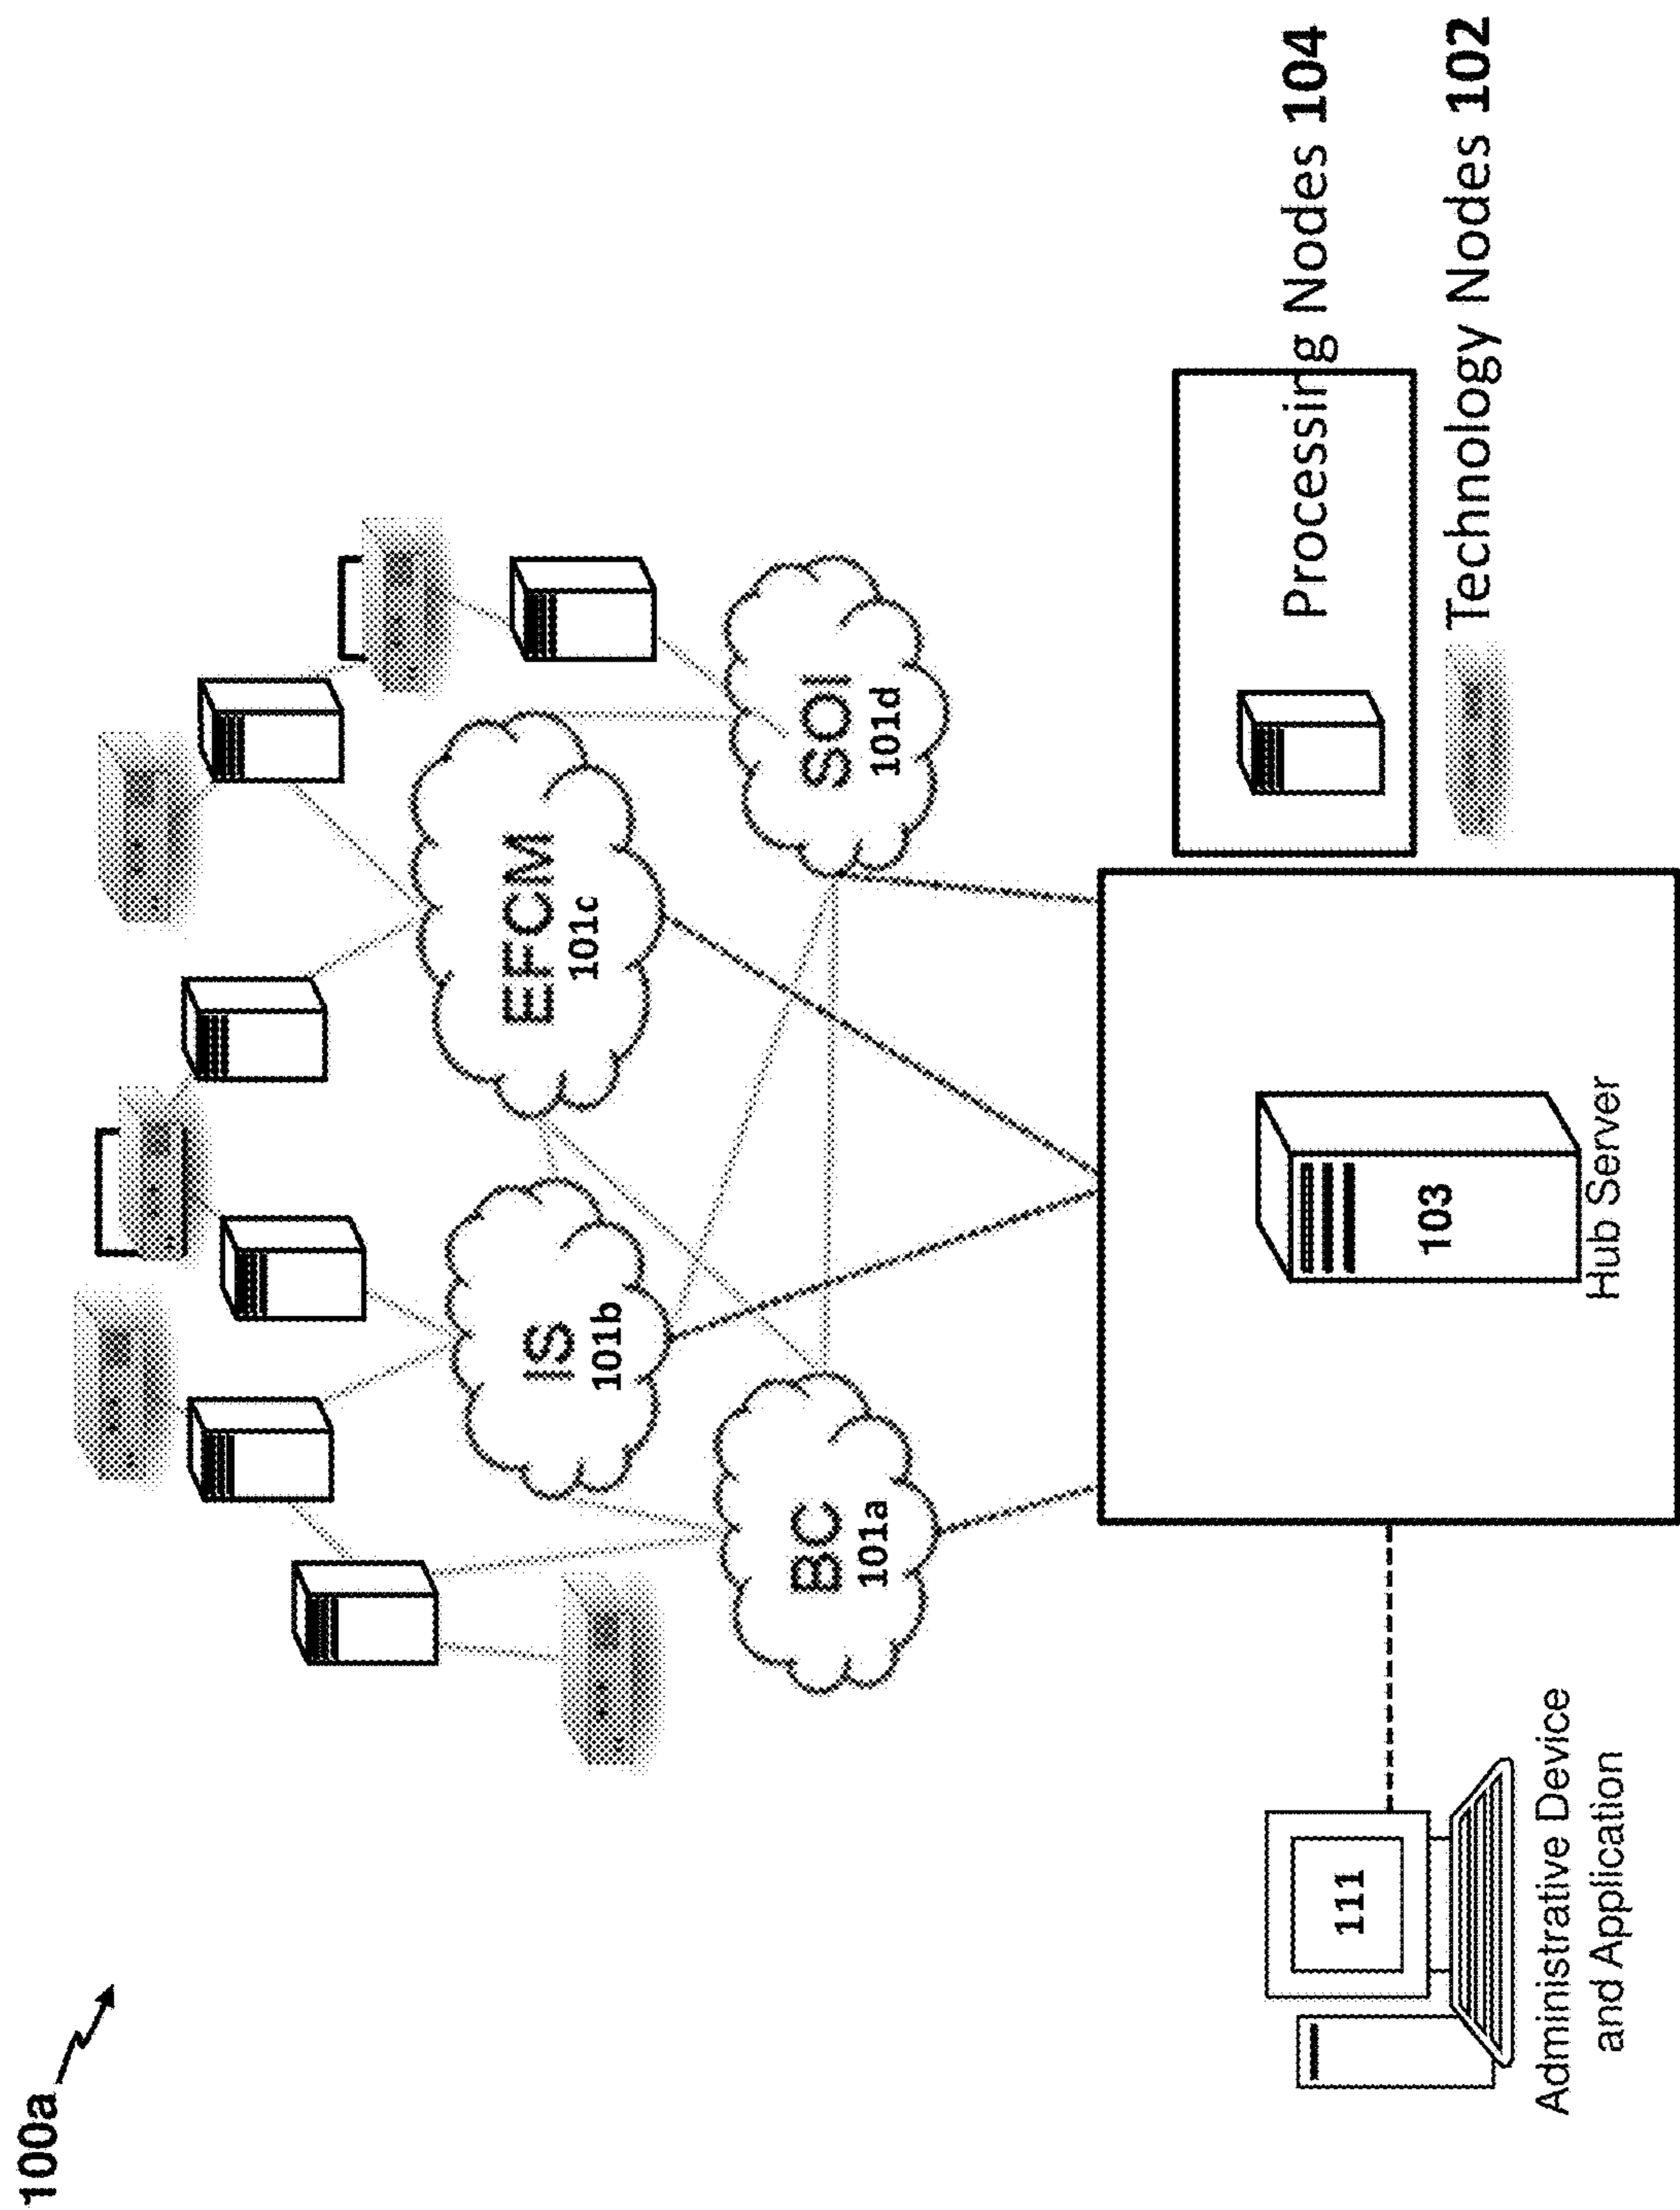 100a
EFCM
101c
IS
101b
SOI
101d
BC
101a
Processing Nodes 104
Technology Nodes 102
103
Hub Server
111
Administrative Device
and Application